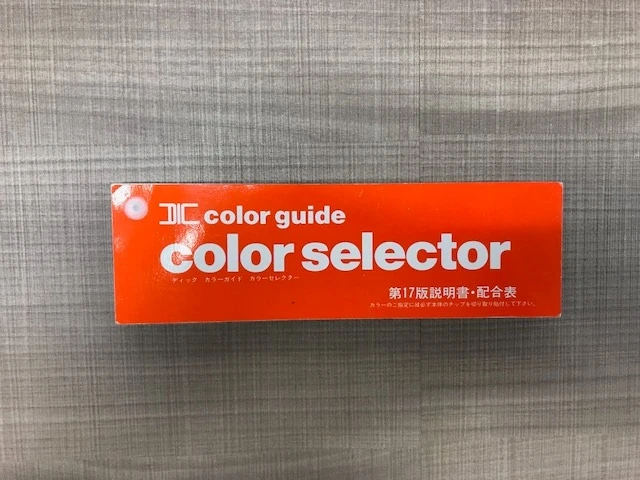 DIC color guide
color selector
ディック カラーガイド カラーセレクター
第17版説明書・配合表
カラーのご指定には必ず本体のチップを切り取り貼付して下さい。